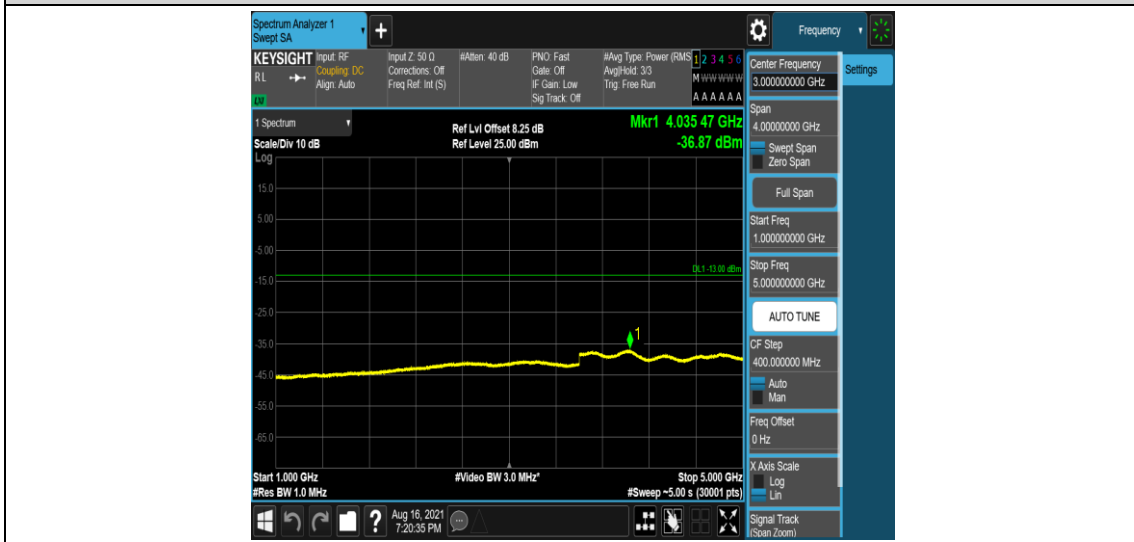 Spectrum Analyzer 1
Swept SA
+
Frequency
KEYSIGHT
RL
LXI
Input: RF
Coupling: DC
Align: Auto
Input Z: 50 Ω
Corrections: Off
Freq Ref: Int (S)
#Atten: 40 dB
PNO: Fast
Gate: Off
IF Gain: Low
Sig Track: Off
#Avg Type: Power (RMS
Avg|Hold: 3/3
Trig: Free Run
1 2 3 4 5 6
M W W W W W
A A A A A A
1 Spectrum
Scale/Div 10 dB
Log
Ref Lvl Offset 8.25 dB
Ref Level 25.00 dBm
Mkr1 4.035 47 GHz
-36.87 dBm
15.0
5.00
-5.00
DL1 -13.00 dBm
-15.0
-25.0
1
-35.0
-45.0
-55.0
-65.0
Start 1.000 GHz
#Res BW 1.0 MHz
#Video BW 3.0 MHz*
Stop 5.000 GHz
#Sweep ~5.00 s (30001 pts)
?
Aug 16, 2021
7:20:35 PM
Center Frequency
3.000000000 GHz
Settings
Span
4.00000000 GHz
Swept Span
Zero Span
Full Span
Start Freq
1.000000000 GHz
Stop Freq
5.000000000 GHz
AUTO TUNE
CF Step
400.000000 MHz
Auto
Man
Freq Offset
0 Hz
X Axis Scale
Log
Lin
Signal Track
(Span Zoom)